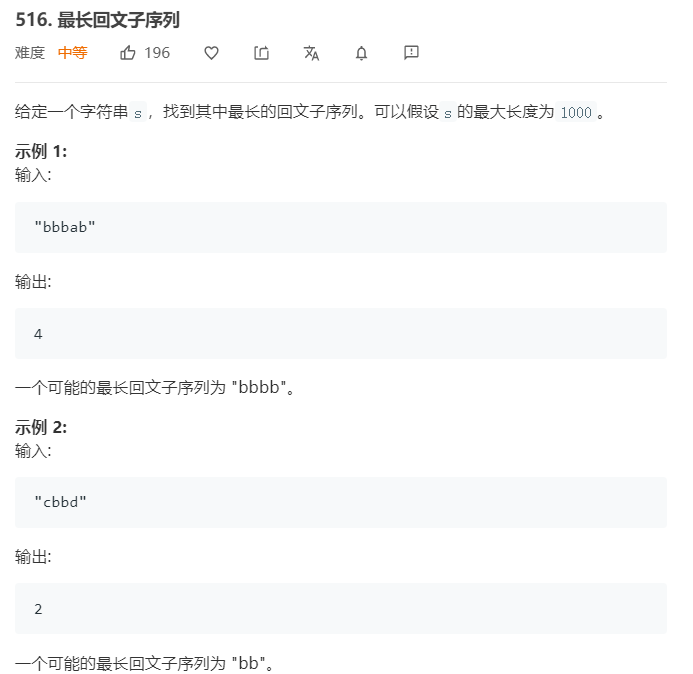 516. 最长回文子序列
难度 中等 196
给定一个字符串 s ，找到其中最长的回文子序列。可以假设 s 的最大长度为 1000 。
示例 1:
输入:
"bbbab"
输出:
4
一个可能的最长回文子序列为 "bbbb"。
示例 2:
输入:
"cbbd"
输出:
2
一个可能的最长回文子序列为 "bb"。